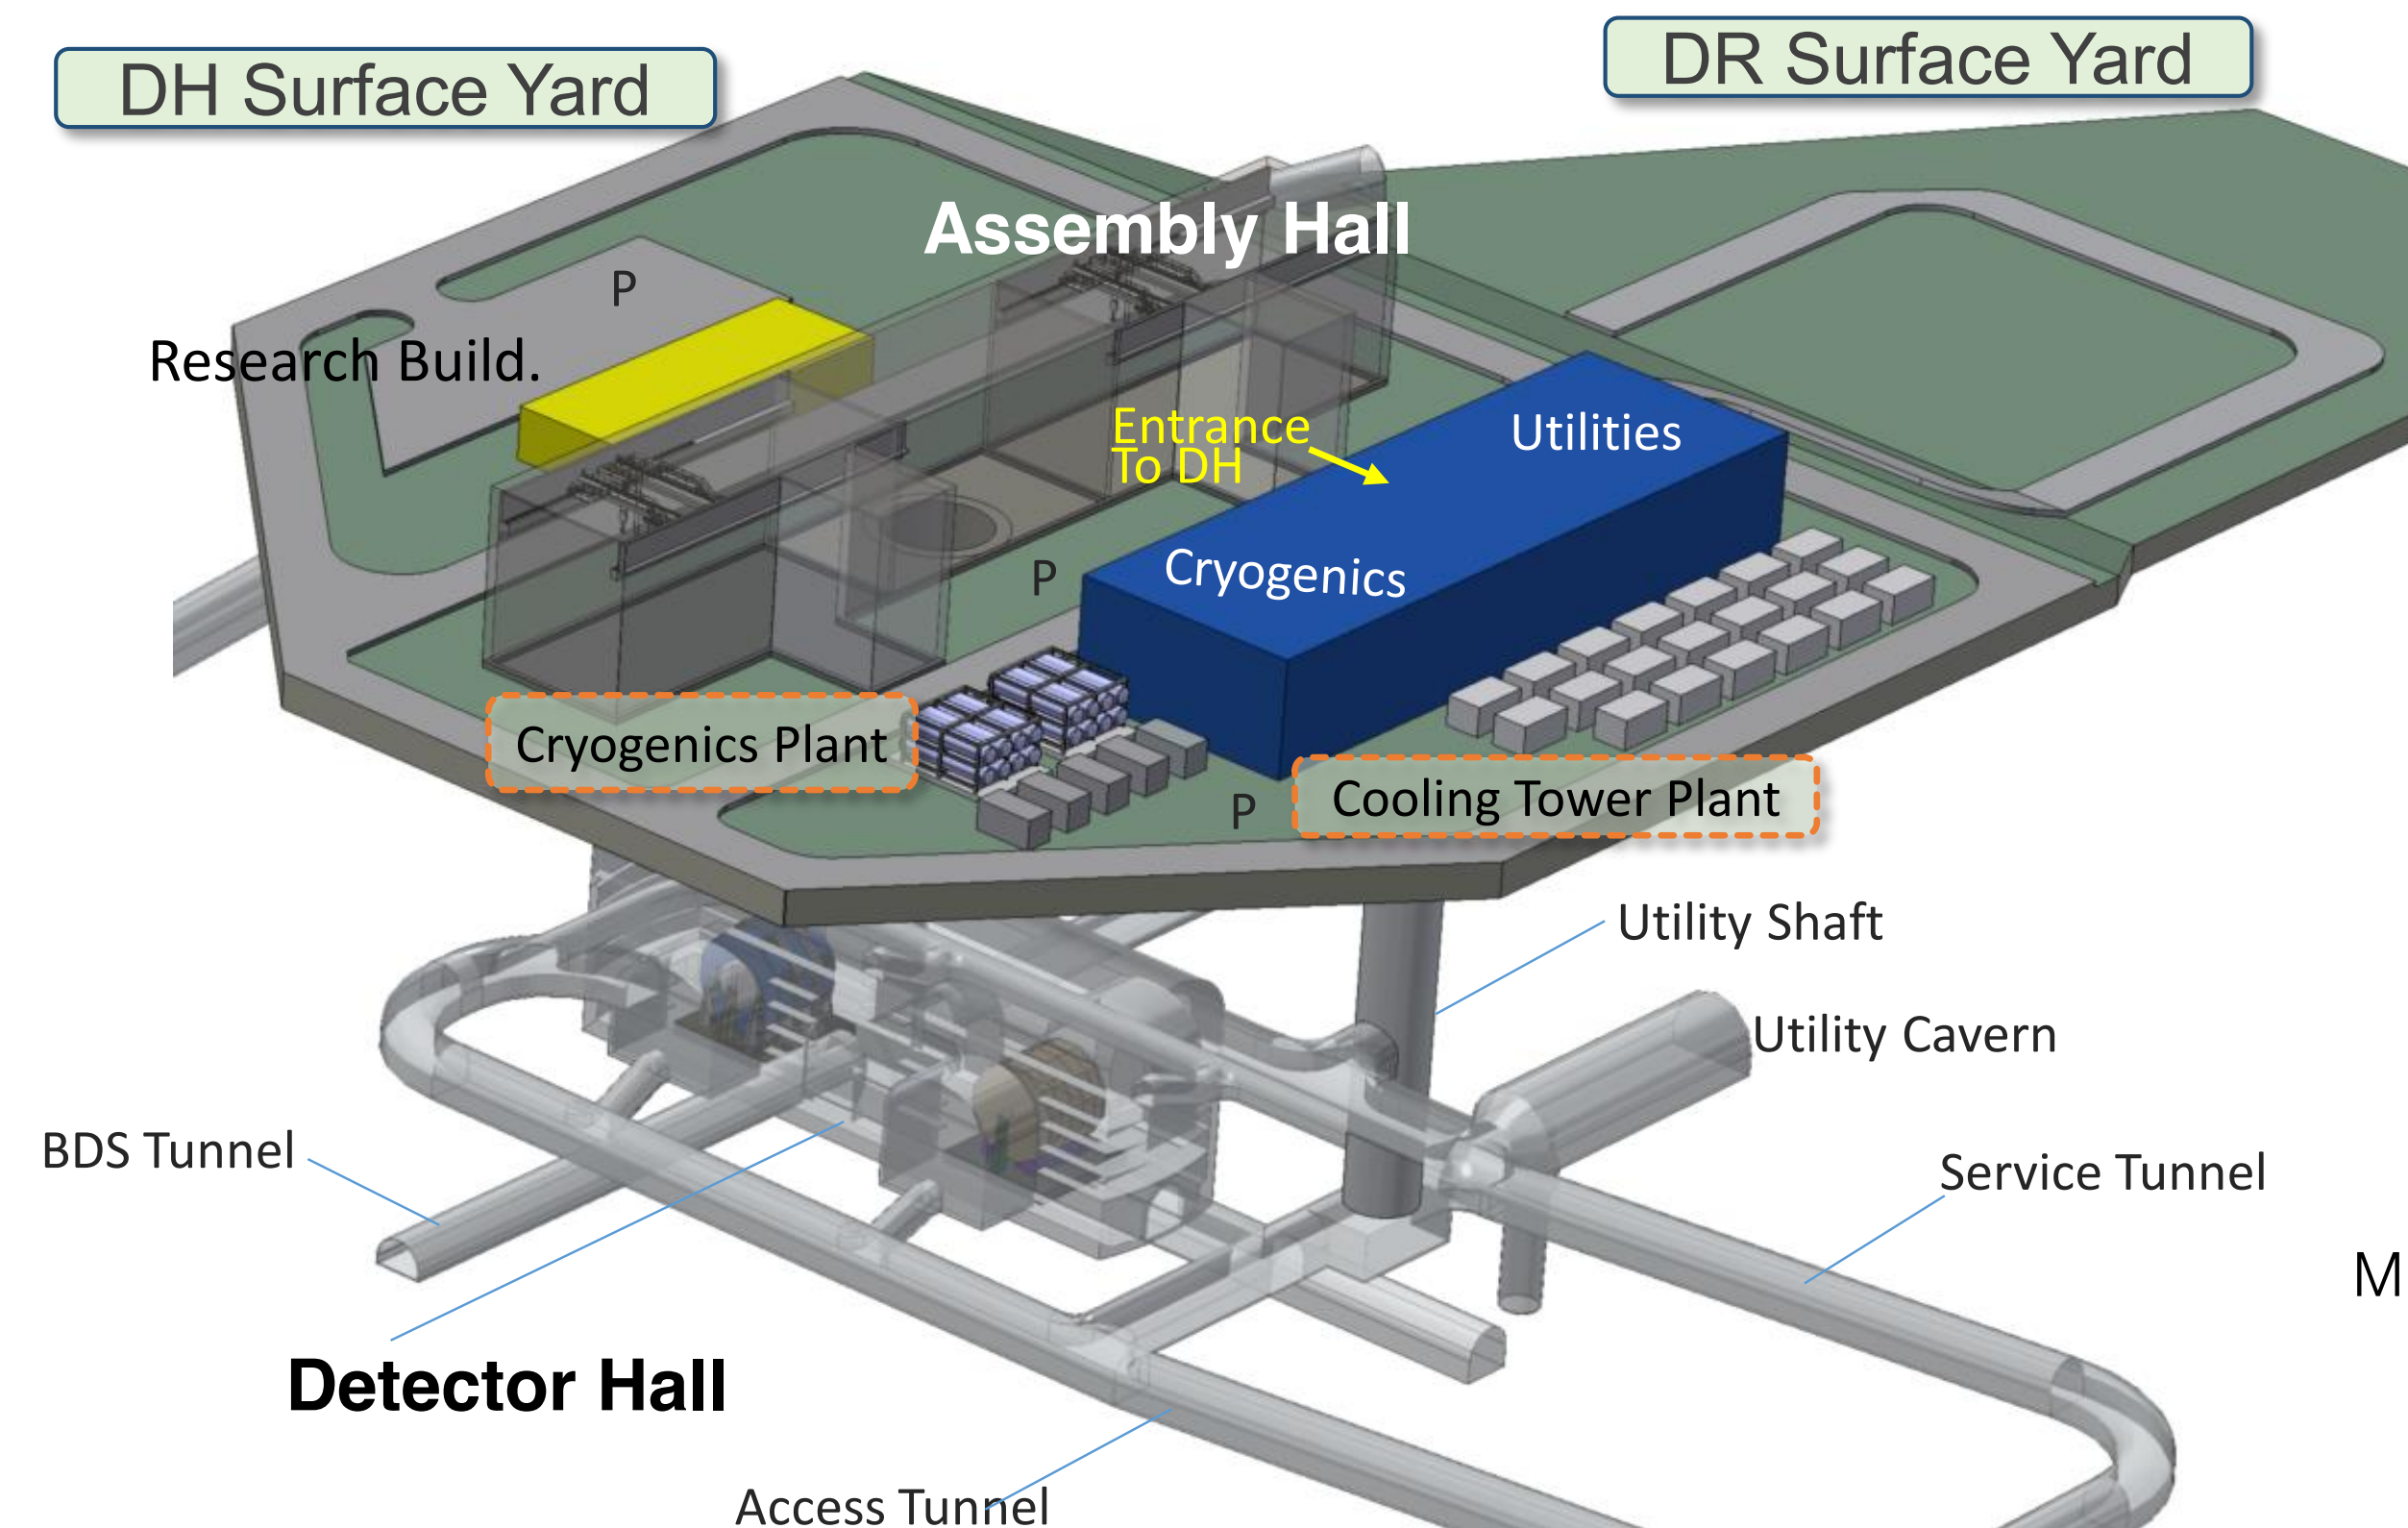 DH Surface Yard
DR Surface Yard
Assembly Hall
P
Research Build.
Entrance
To DH
Utilities
Cryogenics
P
Cryogenics Plant
Cooling Tower Plant
P
Utility Shaft
Utility Cavern
BDS Tunnel
Service Tunnel
M
Detector Hall
Access Tunnel